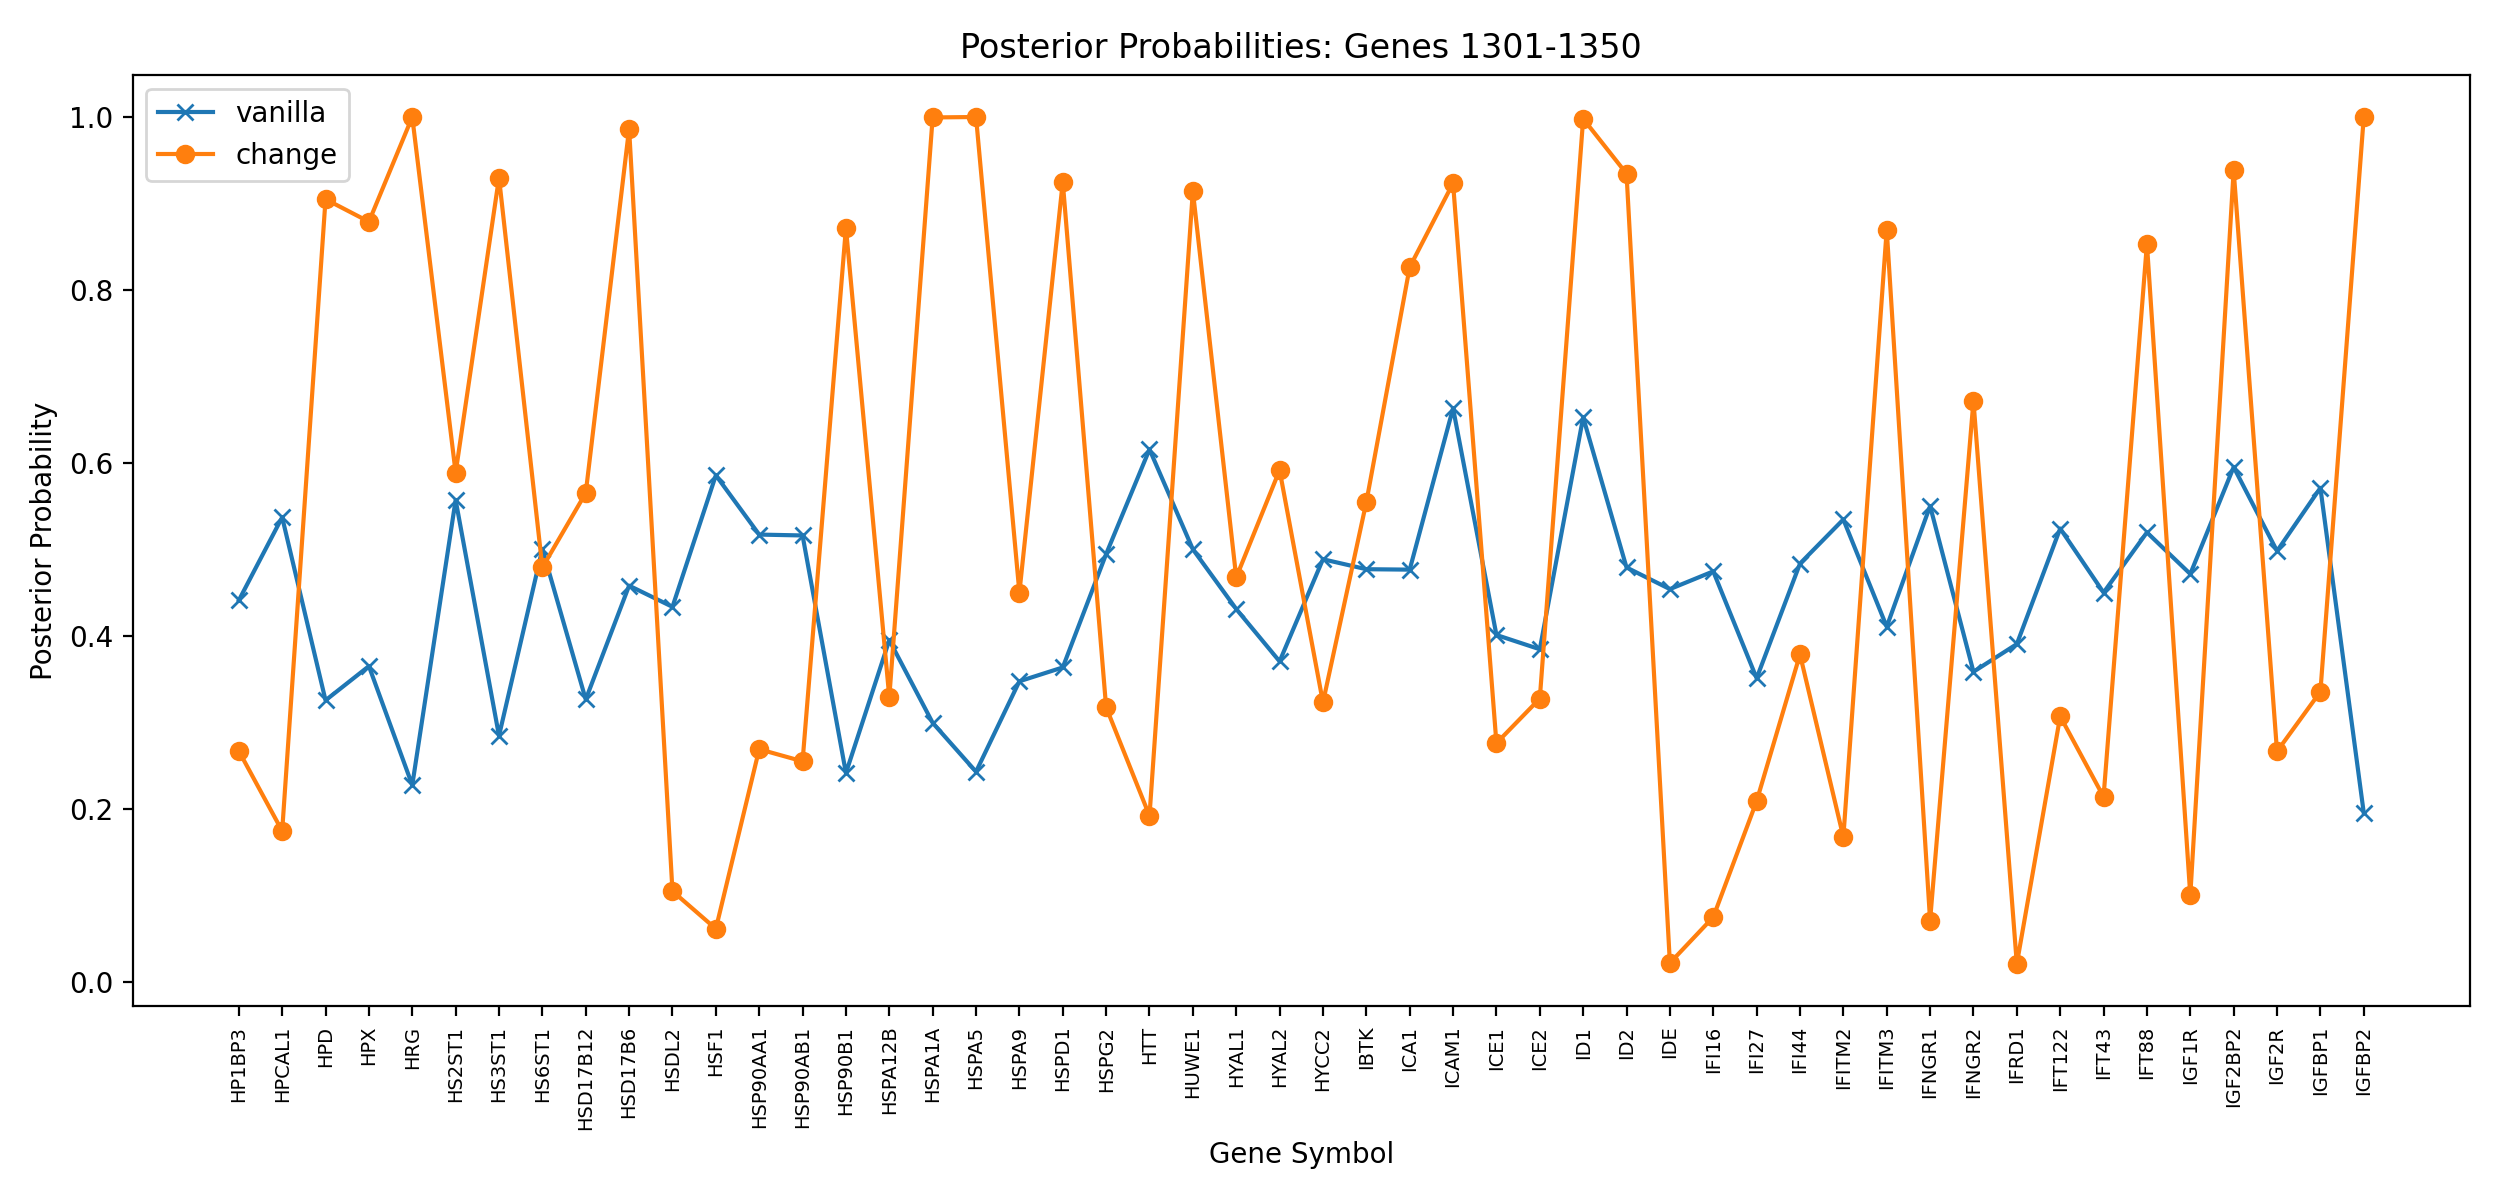 Posterior Probabilities: Genes 1301-1350
vanilla
change
Posterior Probability
1.0
0.8
0.6
0.4
0.2
0.0
HP1BP3
HPCAL1
HPD
HPX
HRG
HS2ST1
HS3ST1
HS6ST1
HSD17B12
HSD17B6
HSDL2
HSF1
HSP90AA1
HSP90AB1
HSP90B1
HSPA12B
HSPA1A
HSPA5
HSPA9
HSPD1
HSPG2
HTT
HUWE1
HYAL1
HYAL2
HYCC2
IBTK
ICA1
ICAM1
ICE1
ICE2
ID1
ID2
IDE
IFI16
IFI27
IFI44
IFITM2
IFITM3
IFNGR1
IFNGR2
IFRD1
IFT122
IFT43
IFT88
IGF1R
IGF2BP2
IGF2R
IGFBP1
IGFBP2
Gene Symbol